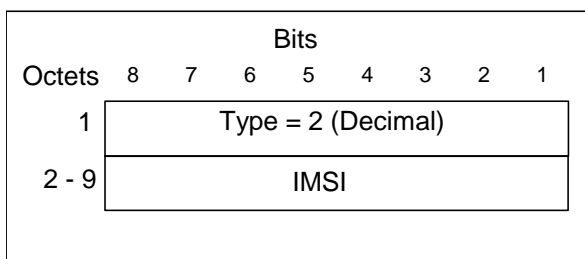 Bits
Octets 8 7 6 5 4 3 2 1
1 Type = 2 (Decimal)
2 - 9 IMSI